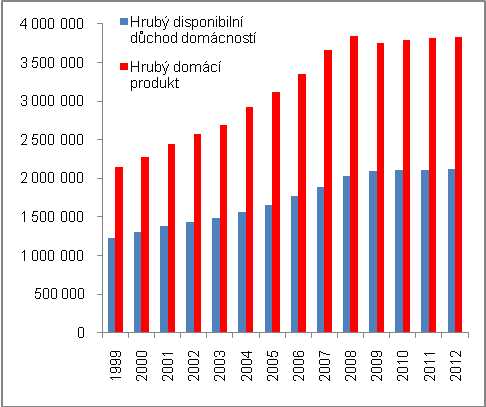 4 000 000
3 500 000
3 000 000
2 500 000
2 000 000
1 500 000
1 000 000
500 000
0
Hrubý disponibilní
důchod domácností
Hrubý domácí
produkt
1999 2000 2001 2002 2003 2004 2005 2006 2007 2008 2009 2010 2011 2012